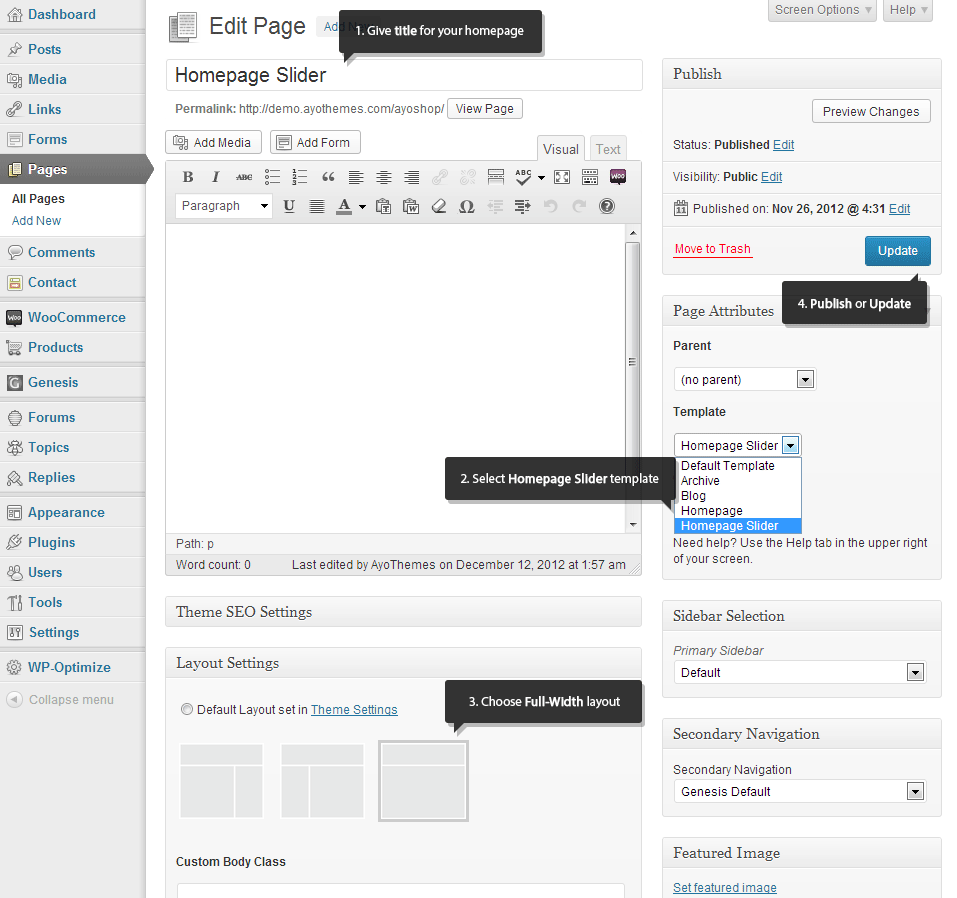 Dashboard
Posts
Media
Links
Forms
Pages
All Pages
Add New
Comments
Contact
WooCommerce
Products
Genesis
Forums
Topics
Replies
Appearance
Plugins
Users
Tools
Settings
WP-Optimize
Collapse menu
Screen Options
Help
Edit Page
1. Give title for your homepage
Homepage Slider
Permalink: http://demo.ayothemes.com/ayoshop/ View Page
Add Media
Add Form
Visual
Text
B I ABC
ABC
Woo
Paragraph
U
A
Path: p
Word count: 0
Last edited by AyoThemes on December 12, 2012 at 1:57 am
Theme SEO Settings
Layout Settings
3. Choose Full-Width layout
Default Layout set in Theme Settings
Custom Body Class
Publish
Preview Changes
Status: Published Edit
Visibility: Public Edit
11 Published on: Nov 26, 2012 @ 4:31 Edit
Move to Trash
Update
4. Publish or Update
Page Attributes
Parent
(no parent)
Template
Homepage Slider
2. Select Homepage Slider template
Default Template
Archive
Blog
Homepage
Homepage Slider
Need help? Use the Help tab in the upper right
of your screen.
Sidebar Selection
Primary Sidebar
Default
Secondary Navigation
Secondary Navigation
Genesis Default
Featured Image
Set featured image